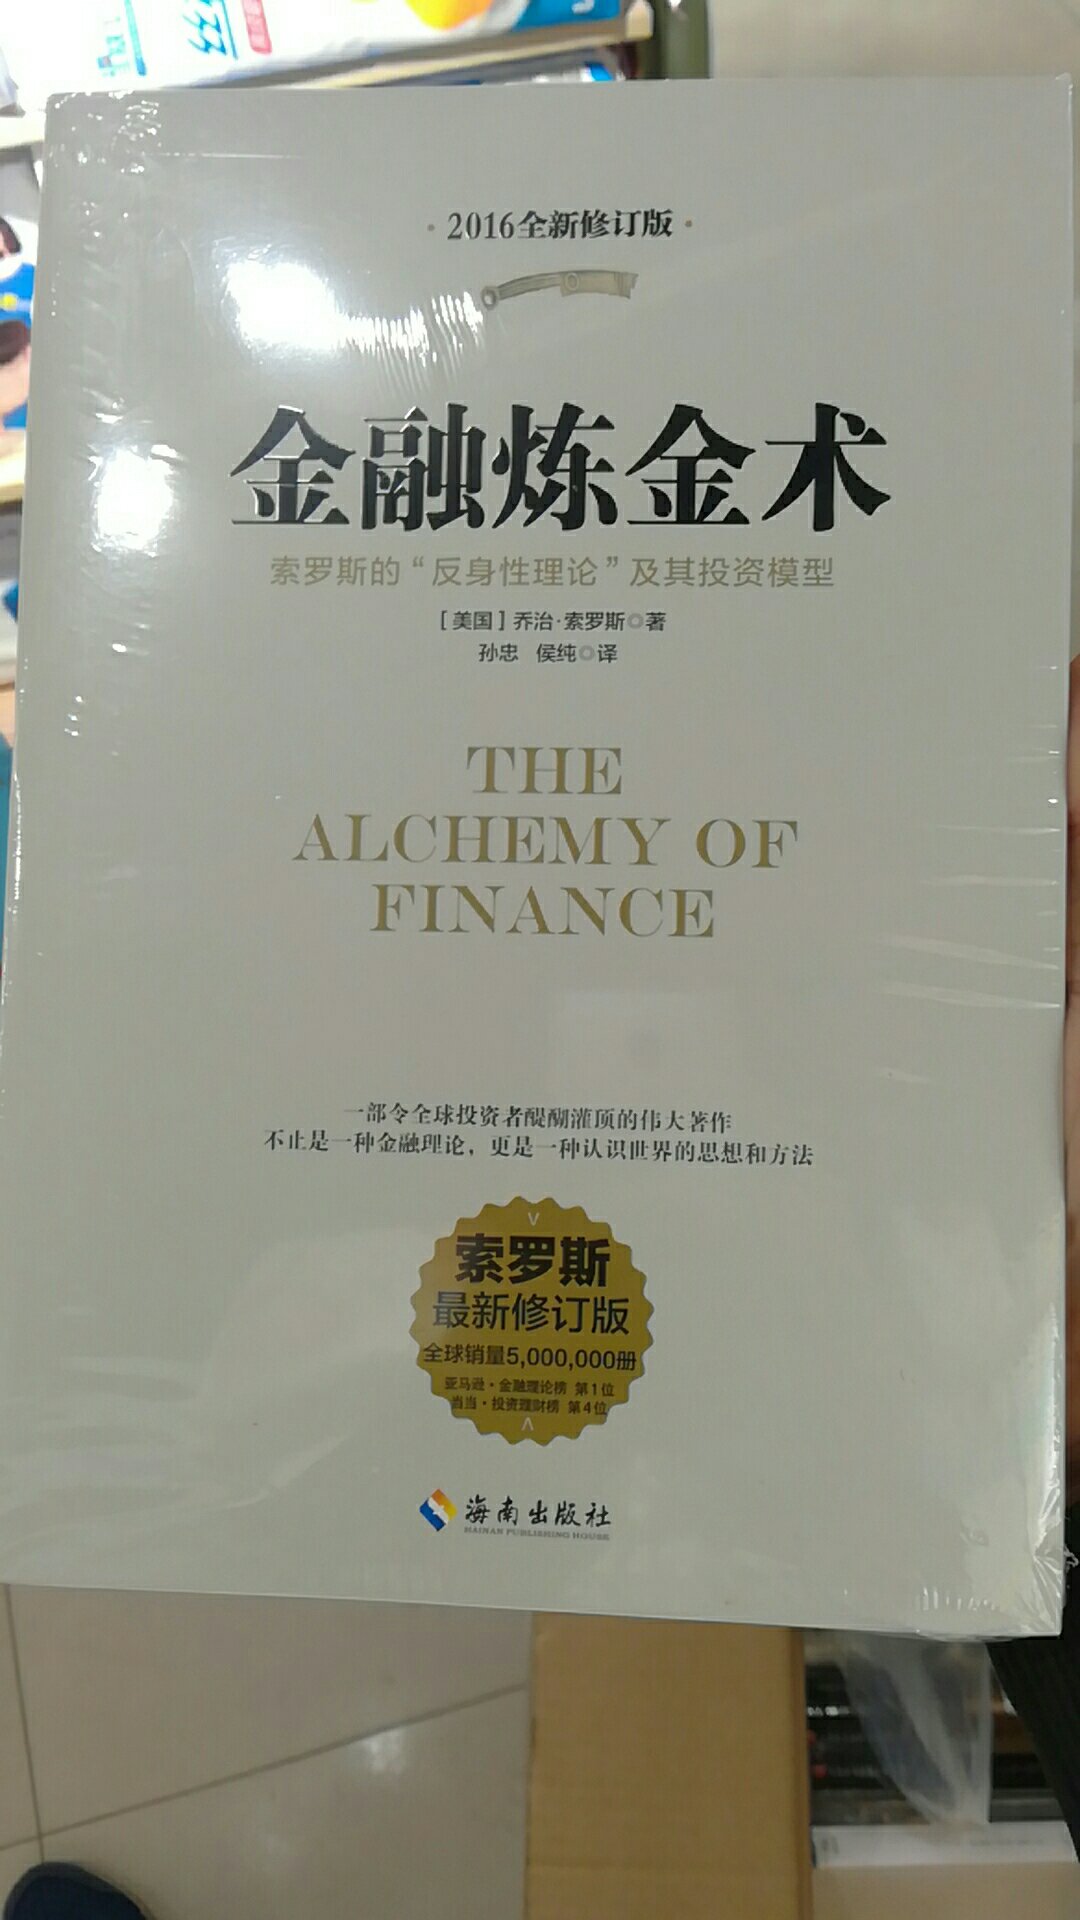 ·2016全新修订版·
金融炼金术
索罗斯的“反身性理论”及其投资模型
[美国]乔治·索罗斯◎著
孙忠 侯纯◎译
THE
ALCHEMY OF
FINANCE
一部令全球投资者醍醐灌顶的伟大著作
不止是一种金融理论，更是一种认识世界的思想和方法
索罗斯
最新修订版
全球销量5,000,000册
亚马逊·金融理论榜 第1位
当当·投资理财榜 第4位
海南出版社
HAINAN PUBLISHING HOUSE